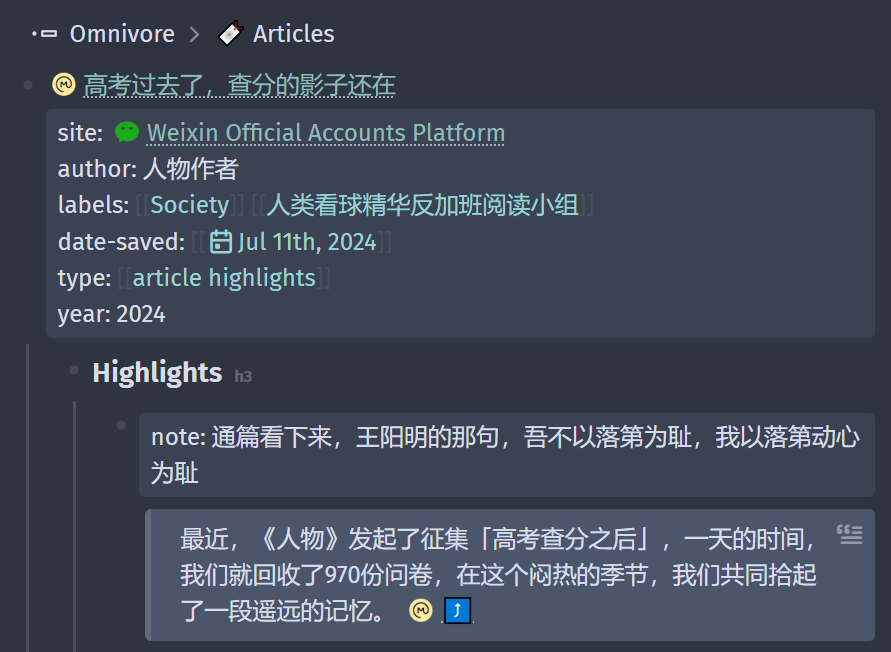 Omnivore > Articles
高考过去了，查分的影子还在
site: Weixin Official Accounts Platform
author: 人物作者
labels: [[Society]] [[人类看球精华反加班阅读小组]]
date-saved: [[Jul 11th, 2024]]
type: [[article highlights]]
year: 2024
Highlights h3
note: 通篇看下来，王阳明的那句，吾不以落第为耻，我以落第动心
为耻
最近，《人物》发起了征集「高考查分之后」，一天的时间，
我们就回收了970份问卷，在这个闷热的季节，我们共同拾起
了一段遥远的记忆。